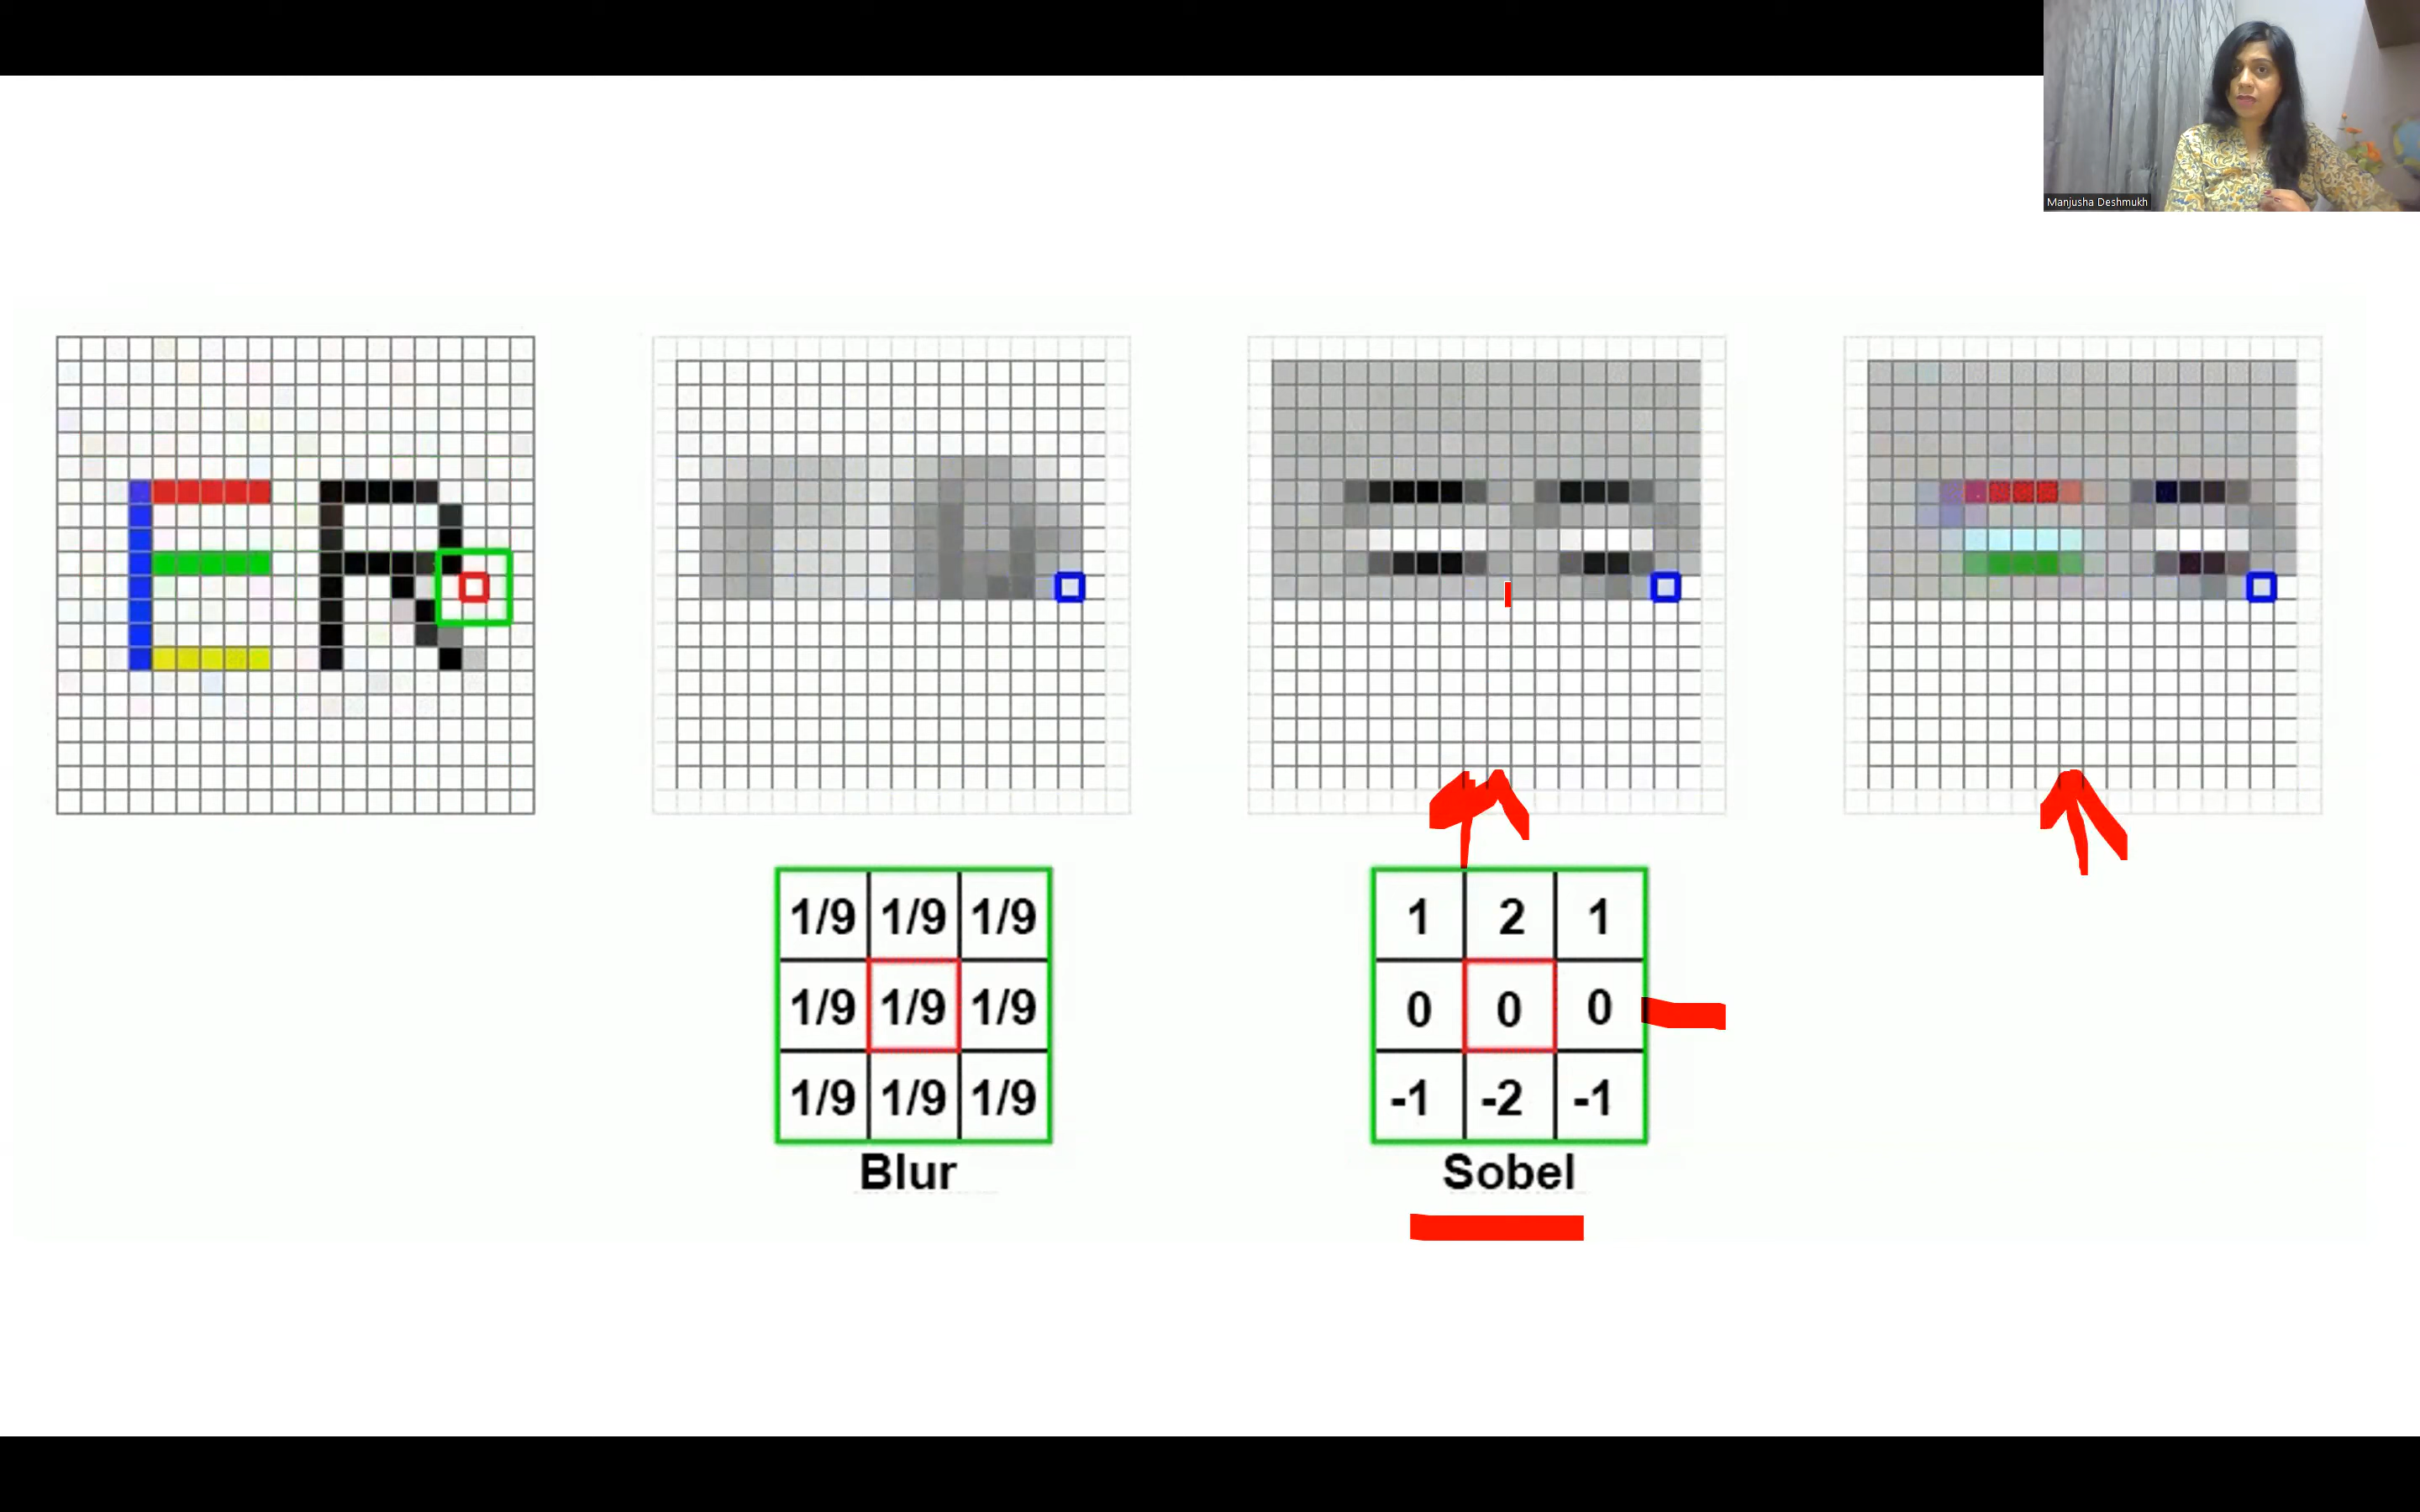 Manjusha Deshmukh
ER
1/9 1/9 1/9
1/9 1/9 1/9
1/9 1/9 1/9
Blur
1 2 1
0 0 0
-1 -2 -1
Sobel